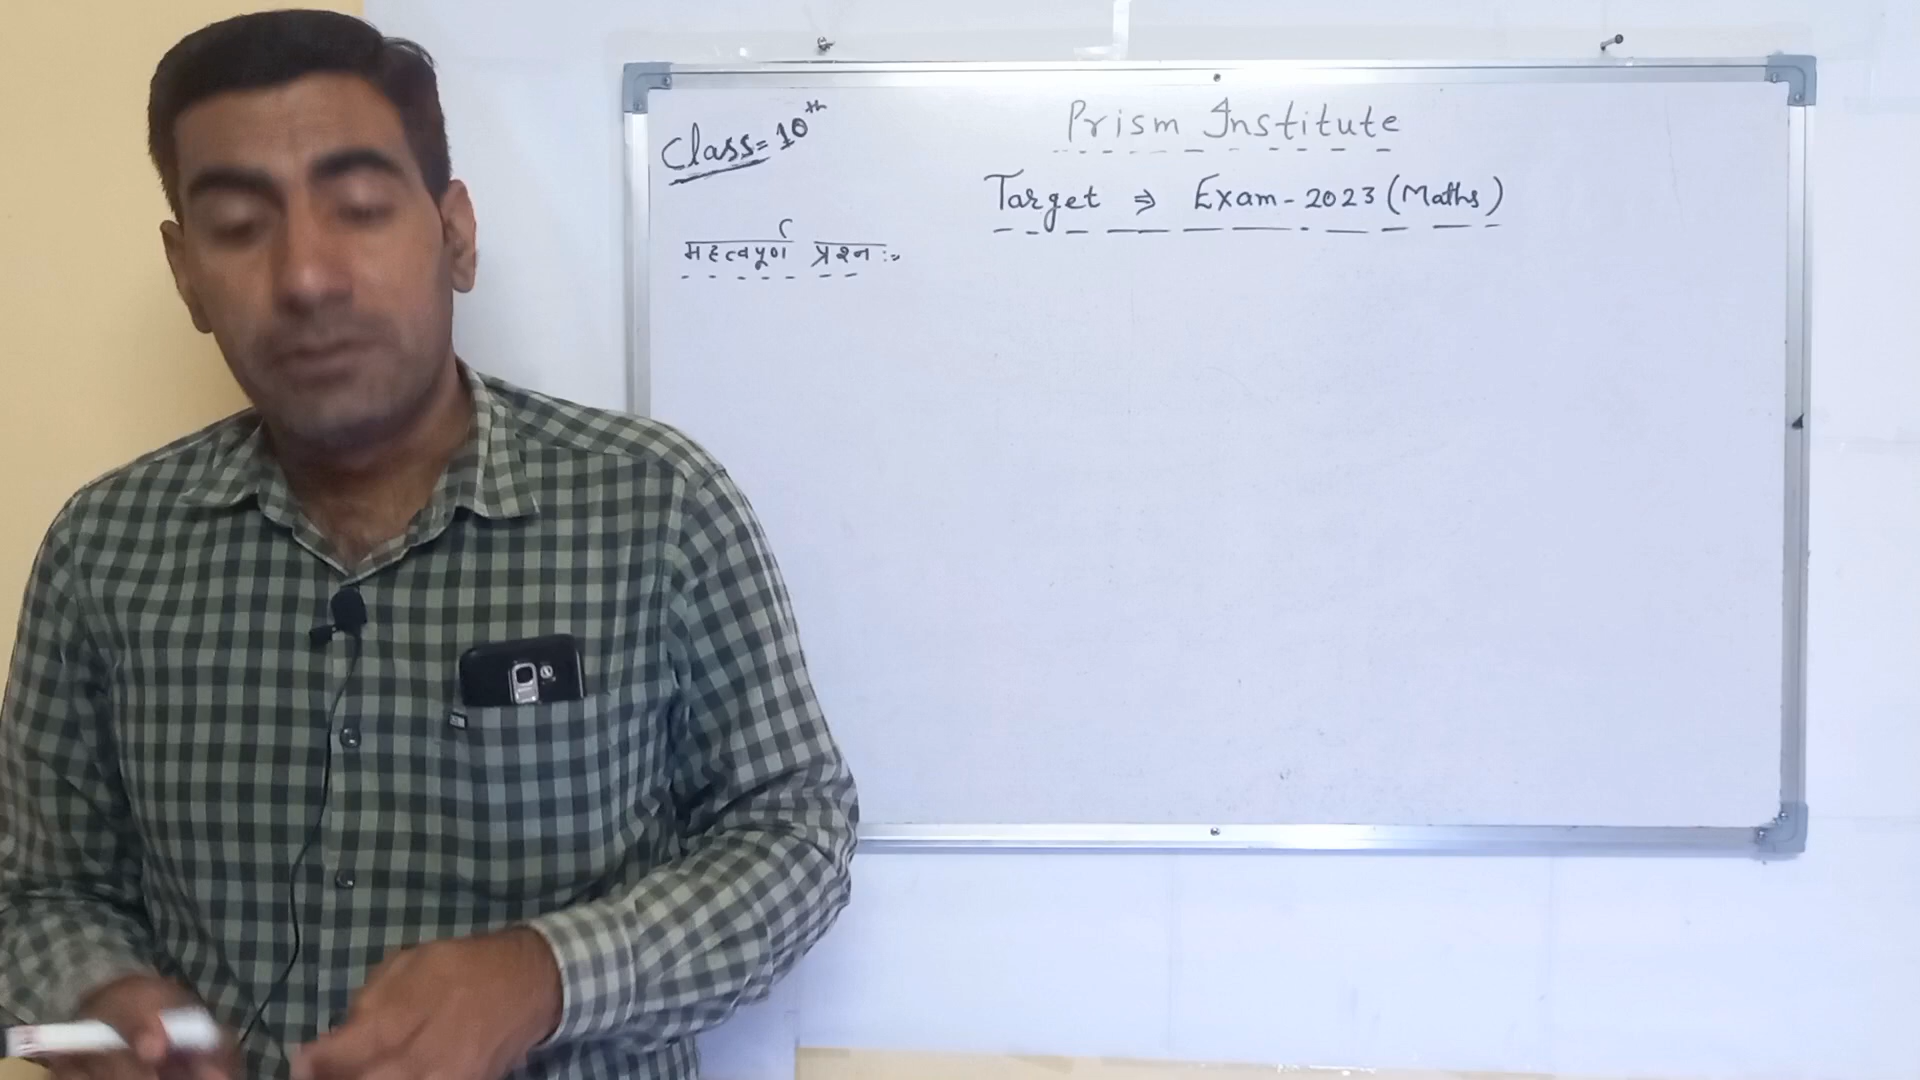 Class = 10th
Prism Institute
Target ⇒ Exam - 2023 (Maths)
महत्वपूर्ण प्रश्न :-